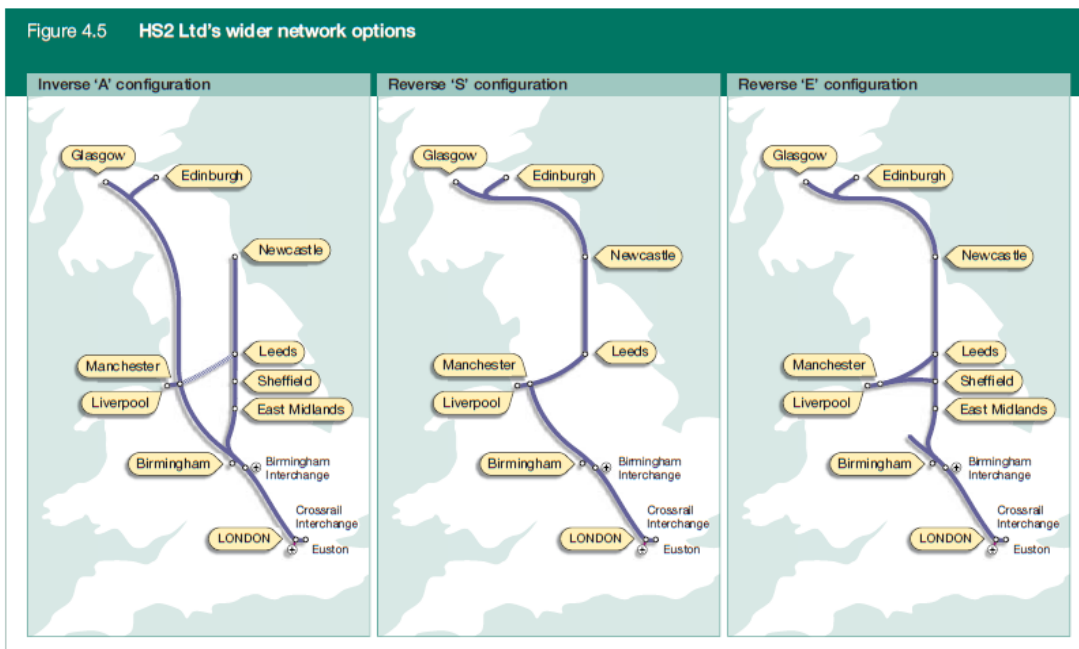 Figure 4.5 HS2 Ltd's wider network options
Inverse 'A' configuration
Glasgow
Edinburgh
Newcastle
Manchester
Leeds
Sheffield
Liverpool
East Midlands
Birmingham
Birmingham
Interchange
Crossrail
Interchange
LONDON
Euston
Reverse 'S' configuration
Glasgow
Edinburgh
Newcastle
Manchester
Leeds
Liverpool
Birmingham
Birmingham
Interchange
Crossrail
Interchange
LONDON
Euston
Reverse 'E' configuration
Glasgow
Edinburgh
Newcastle
Manchester
Leeds
Sheffield
Liverpool
East Midlands
Birmingham
Birmingham
Interchange
Crossrail
Interchange
LONDON
Euston